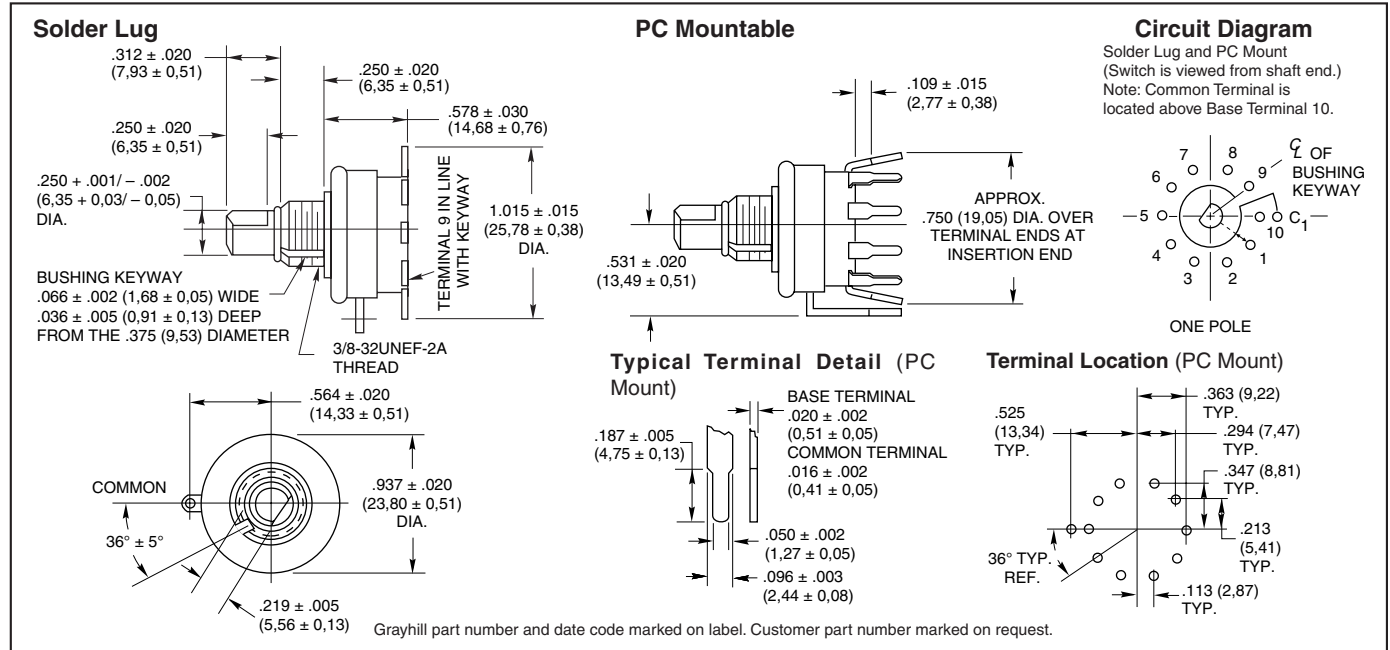 Solder Lug
.312 ± .020
(7,93 ± 0,51)
.250 ± .020
(6,35 ± 0,51)
.578 ± .030
(14,68 ± 0,76)
.250 ± .020
(6,35 ± 0,51)
.250 + .001/ – .002
(6,35 + 0,03/ – 0,05)
DIA.
TERMINAL 9 IN LINE
WITH KEYWAY
1.015 ± .015
(25,78 ± 0,38)
DIA.
BUSHING KEYWAY
.066 ± .002 (1,68 ± 0,05) WIDE
.036 ± .005 (0,91 ± 0,13) DEEP
FROM THE .375 (9,53) DIAMETER
3/8-32UNEF-2A
THREAD
.564 ± .020
(14,33 ± 0,51)
COMMON
.937 ± .020
(23,80 ± 0,51)
DIA.
36° ± 5°
.219 ± .005
(5,56 ± 0,13)
PC Mountable
.109 ± .015
(2,77 ± 0,38)
APPROX.
.750 (19,05) DIA. OVER
TERMINAL ENDS AT
INSERTION END
.531 ± .020
(13,49 ± 0,51)
Typical Terminal Detail (PC
Mount)
BASE TERMINAL
.020 ± .002
(0,51 ± 0,05)
COMMON TERMINAL
.016 ± .002
(0,41 ± 0,05)
.187 ± .005
(4,75 ± 0,13)
.050 ± .002
(1,27 ± 0,05)
.096 ± .003
(2,44 ± 0,08)
Circuit Diagram
Solder Lug and PC Mount
(Switch is viewed from shaft end.)
Note: Common Terminal is
located above Base Terminal 10.
7 8
6 9
5 10 C1
4 1
3 2
CL OF
BUSHING
KEYWAY
ONE POLE
Terminal Location (PC Mount)
.363 (9,22)
TYP.
.525
(13,34)
TYP.
.294 (7,47)
TYP.
.347 (8,81)
TYP.
.213
(5,41)
TYP.
36° TYP.
REF.
.113 (2,87)
TYP.
Grayhill part number and date code marked on label. Customer part number marked on request.